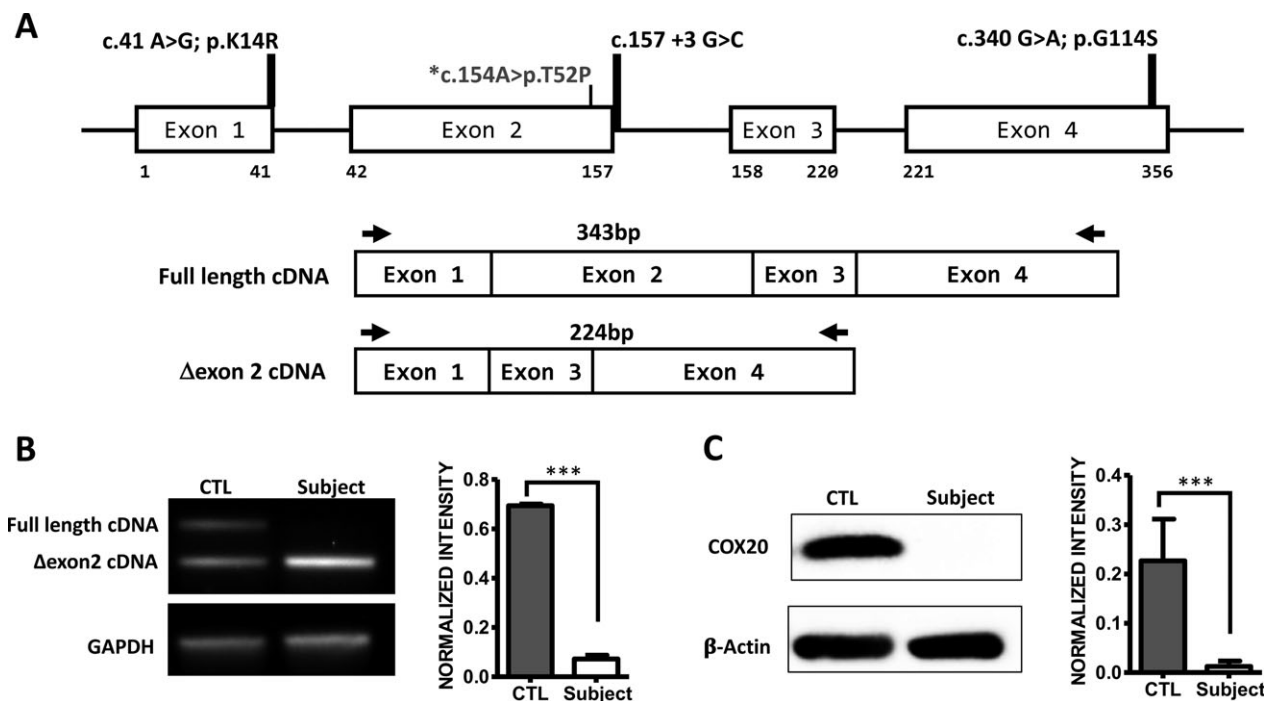 A
c.41 A>G; p.K14R
c.157 +3 G>C
c.340 G>A; p.G114S
*c.154A>p.T52P
Exon 1
Exon 2
Exon 3
Exon 4
1 41 42 157 158 220 221 356
343bp
Full length cDNA
Exon 1 Exon 2 Exon 3 Exon 4
224bp
Δexon 2 cDNA
Exon 1 Exon 3 Exon 4
B
CTL Subject
Full length cDNA
Δexon2 cDNA
GAPDH
NORMALIZED INTENSITY
0.8
0.6
0.4
0.2
0.0
***
CTL Subject
C
CTL Subject
COX20
β-Actin
NORMALIZED INTENSITY
0.4
0.3
0.2
0.1
0.0
***
CTL Subject